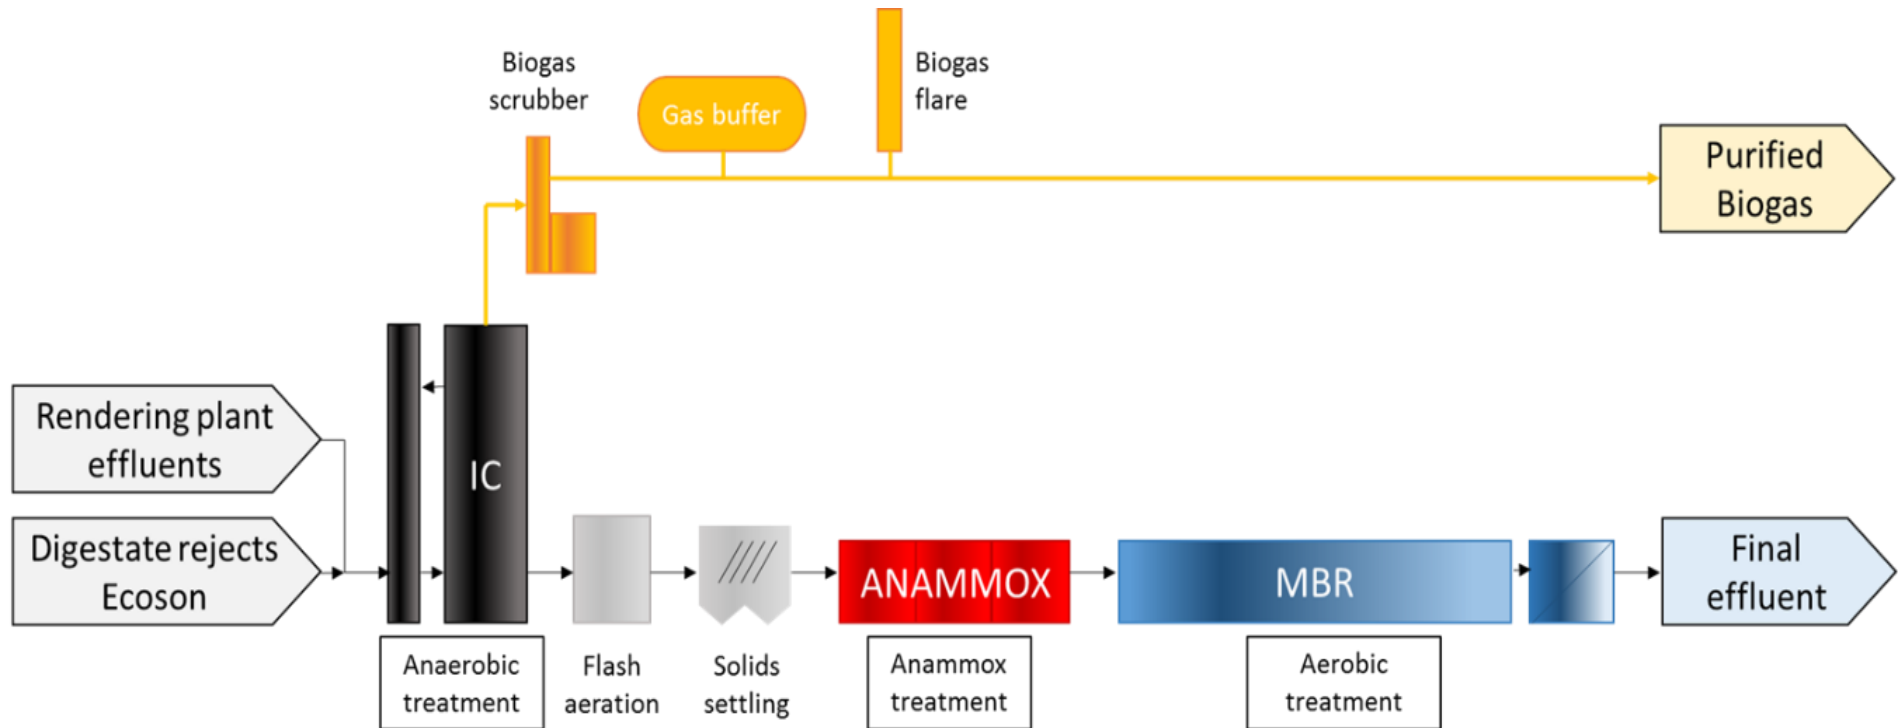 Biogas
scrubber
Gas buffer
Biogas
flare
Purified
Biogas
Rendering plant
effluents
Digestate rejects
Ecoson
IC
ANAMMOX
MBR
Final
effluent
Anaerobic
treatment
Flash
aeration
Solids
settling
Anammox
treatment
Aerobic
treatment